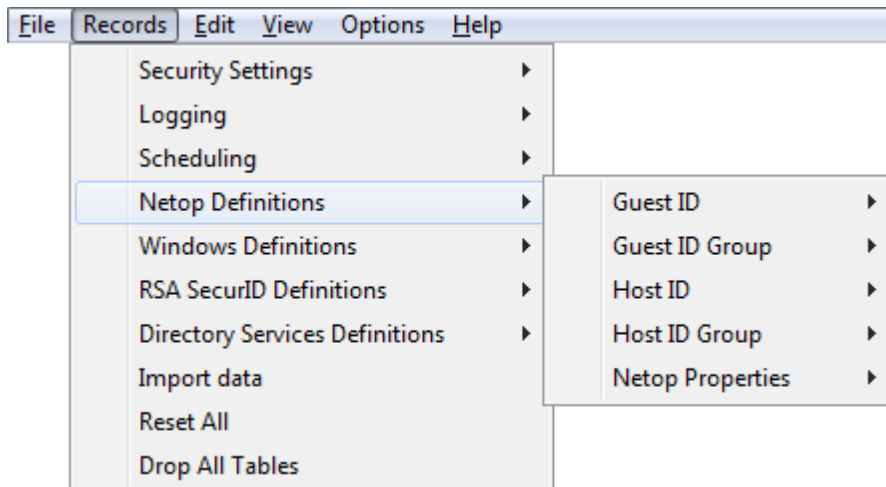 File Records Edit View Options Help
Security Settings
Logging
Scheduling
Netop Definitions
Windows Definitions
RSA SecurID Definitions
Directory Services Definitions
Import data
Reset All
Drop All Tables
Guest ID
Guest ID Group
Host ID
Host ID Group
Netop Properties